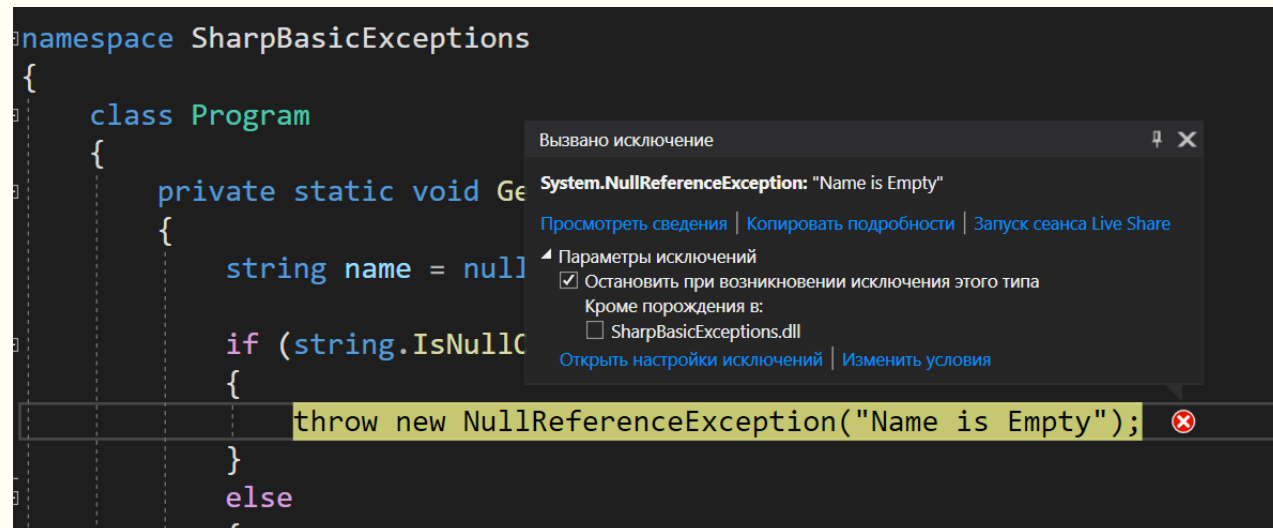 namespace SharpBasicExceptions
{
class Program
{
private static void Ge
{
string name = null
if (string.IsNullO
{
throw new NullReferenceException("Name is Empty");
}
else
Вызвано исключение
System.NullReferenceException: "Name is Empty"
Просмотреть сведения | Копировать подробности | Запуск сеанса Live Share
Параметры исключений
Остановить при возникновении исключения этого типа
Кроме порождения в:
SharpBasicExceptions.dll
Открыть настройки исключений | Изменить условия